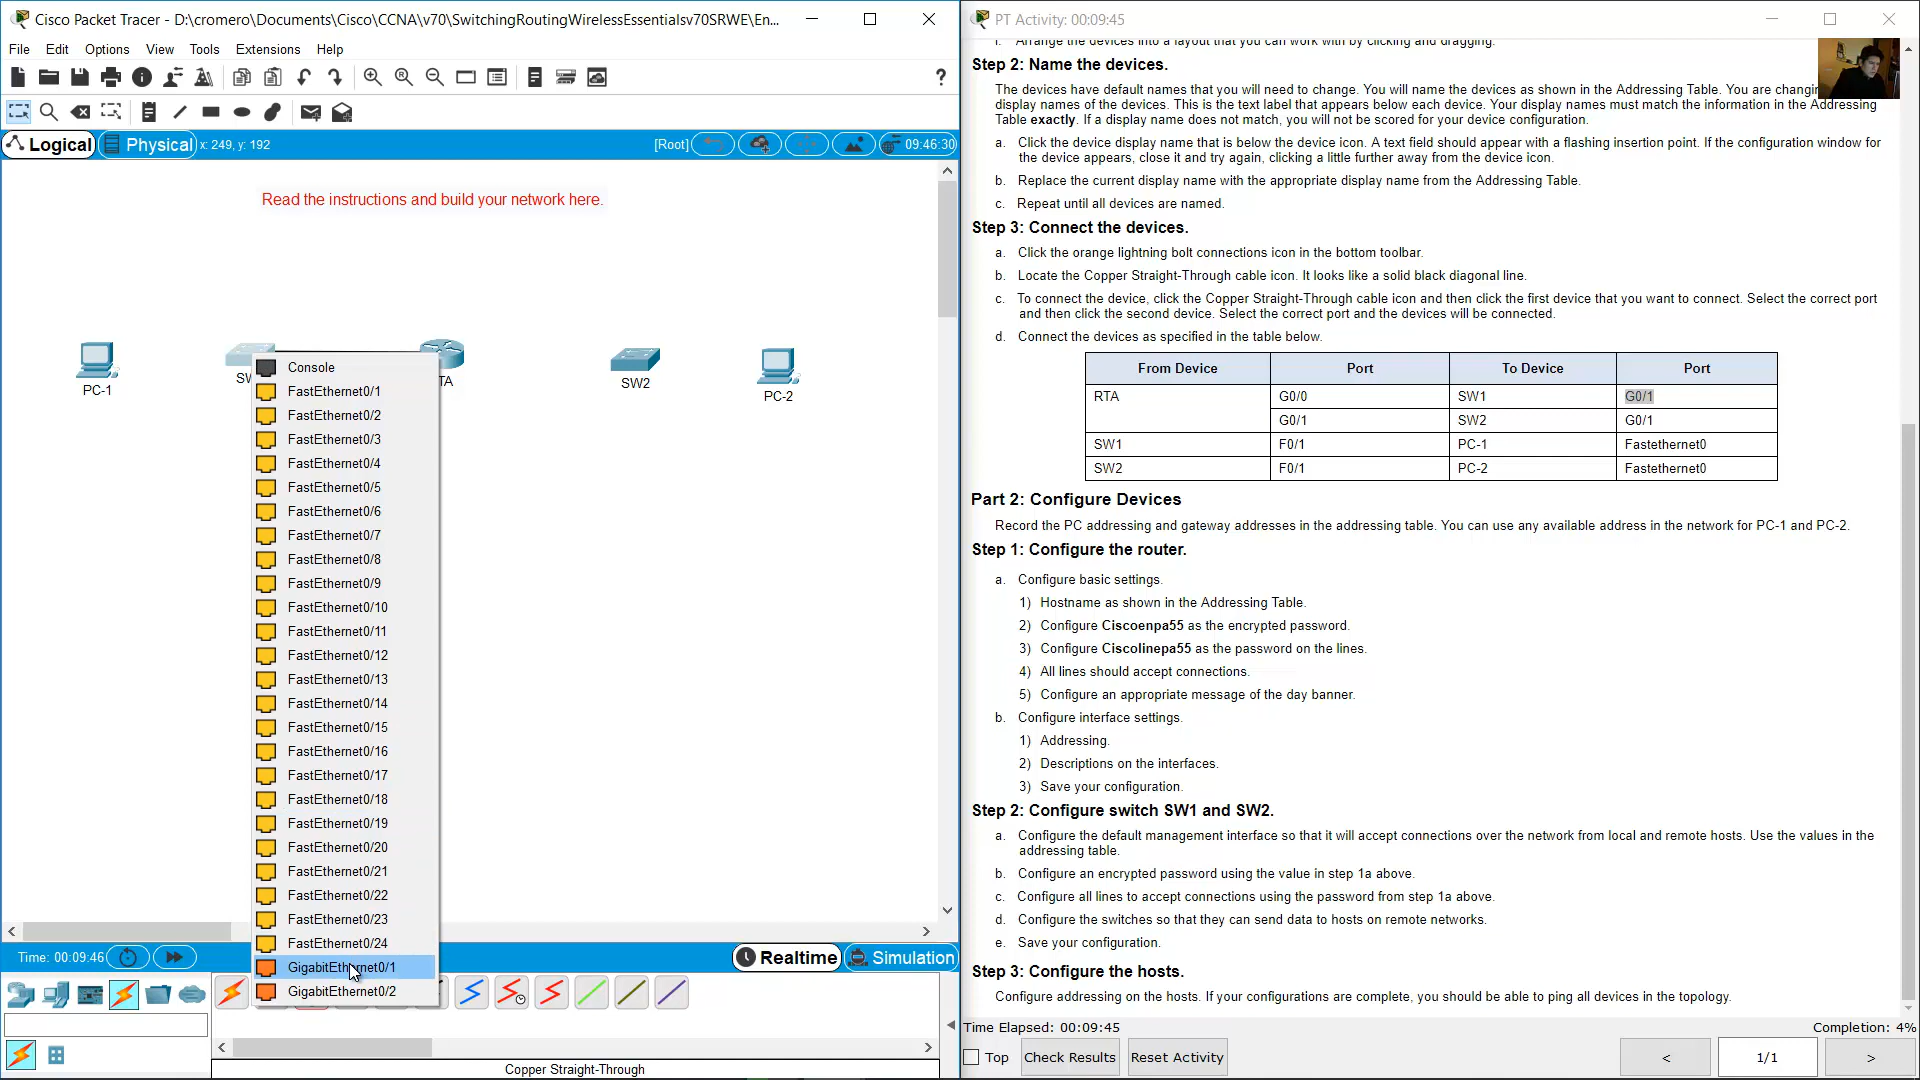 Cisco Packet Tracer - D:\cromero\Documents\Cisco\CCNA\v70\SwitchingRoutingWirelessEssentialsv70SRWE\En...
File Edit Options View Tools Extensions Help
Logical Physical x: 249, y: 192 [Root] 09:46:30
Read the instructions and build your network here.
PC-1
SW2
PC-2
Console
FastEthernet0/1
FastEthernet0/2
FastEthernet0/3
FastEthernet0/4
FastEthernet0/5
FastEthernet0/6
FastEthernet0/7
FastEthernet0/8
FastEthernet0/9
FastEthernet0/10
FastEthernet0/11
FastEthernet0/12
FastEthernet0/13
FastEthernet0/14
FastEthernet0/15
FastEthernet0/16
FastEthernet0/17
FastEthernet0/18
FastEthernet0/19
FastEthernet0/20
FastEthernet0/21
FastEthernet0/22
FastEthernet0/23
FastEthernet0/24
GigabitEthernet0/1
GigabitEthernet0/2
Time: 00:09:46 Realtime Simulation
Copper Straight-Through
PT Activity: 00:09:45
Arrange the devices into a layout that you can work with by clicking and dragging.
Step 2: Name the devices.
The devices have default names that you will need to change. You will name the devices as shown in the Addressing Table. You are changin
display names of the devices. This is the text label that appears below each device. Your display names must match the information in the Addressing
Table exactly. If a display name does not match, you will not be scored for your device configuration.
a. Click the device display name that is below the device icon. A text field should appear with a flashing insertion point. If the configuration window for
the device appears, close it and try again, clicking a little further away from the device icon.
b. Replace the current display name with the appropriate display name from the Addressing Table.
c. Repeat until all devices are named.
Step 3: Connect the devices.
a. Click the orange lightning bolt connections icon in the bottom toolbar.
b. Locate the Copper Straight-Through cable icon. It looks like a solid black diagonal line.
c. To connect the device, click the Copper Straight-Through cable icon and then click the first device that you want to connect. Select the correct port
and then click the second device. Select the correct port and the devices will be connected.
d. Connect the devices as specified in the table below.
From Device Port To Device Port
RTA G0/0 SW1 G0/1
G0/1 SW2 G0/1
SW1 F0/1 PC-1 Fastethernet0
SW2 F0/1 PC-2 Fastethernet0
Part 2: Configure Devices
Record the PC addressing and gateway addresses in the addressing table. You can use any available address in the network for PC-1 and PC-2.
Step 1: Configure the router.
a. Configure basic settings.
1) Hostname as shown in the Addressing Table.
2) Configure Ciscoenpa55 as the encrypted password.
3) Configure Ciscolinepa55 as the password on the lines.
4) All lines should accept connections.
5) Configure an appropriate message of the day banner.
b. Configure interface settings.
1) Addressing.
2) Descriptions on the interfaces.
3) Save your configuration.
Step 2: Configure switch SW1 and SW2.
a. Configure the default management interface so that it will accept connections over the network from local and remote hosts. Use the values in the
addressing table.
b. Configure an encrypted password using the value in step 1a above.
c. Configure all lines to accept connections using the password from step 1a above.
d. Configure the switches so that they can send data to hosts on remote networks.
e. Save your configuration.
Step 3: Configure the hosts.
Configure addressing on the hosts. If your configurations are complete, you should be able to ping all devices in the topology.
Time Elapsed: 00:09:45 Completion: 4%
Top Check Results Reset Activity < 1/1 >